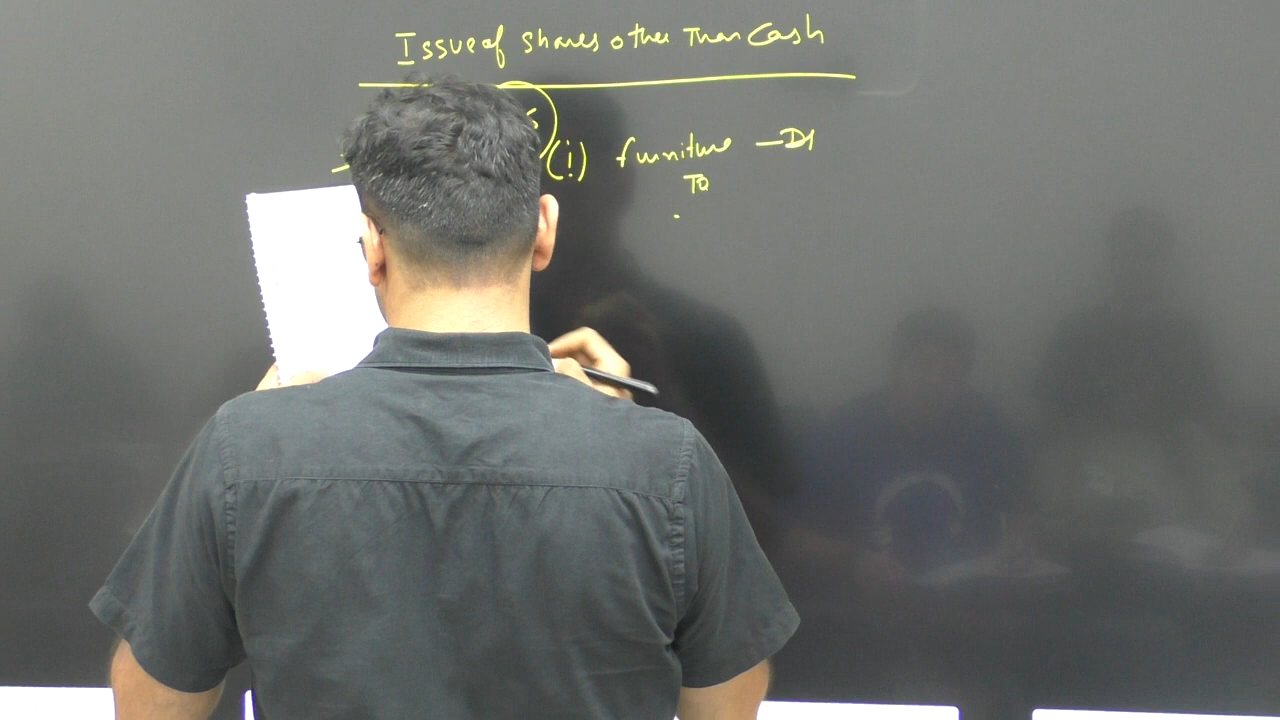 Issue of shares other Than Cash
(i) furniture — Dr
To